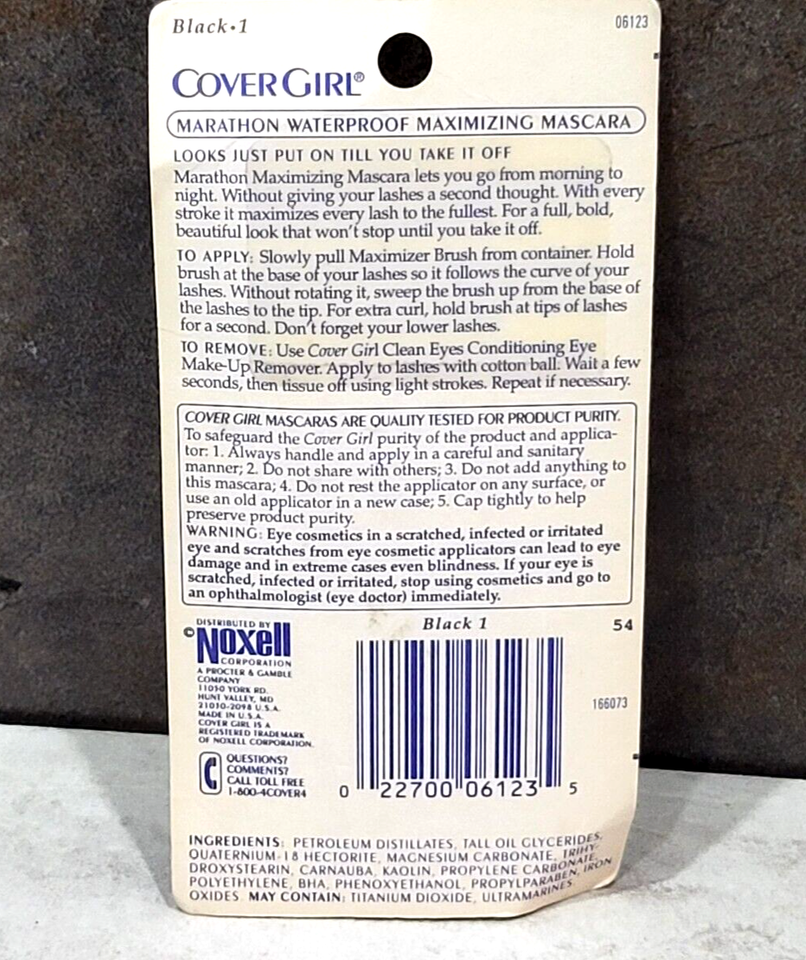 Black•1
06123
COVER GIRL®
MARATHON WATERPROOF MAXIMIZING MASCARA
LOOKS JUST PUT ON TILL YOU TAKE IT OFF
Marathon Maximizing Mascara lets you go from morning to
night. Without giving your lashes a second thought. With every
stroke it maximizes every lash to the fullest. For a full, bold,
beautiful look that won't stop until you take it off.
TO APPLY: Slowly pull Maximizer Brush from container. Hold
brush at the base of your lashes so it follows the curve of your
lashes. Without rotating it, sweep the brush up from the base of
the lashes to the tip. For extra curl, hold brush at tips of lashes
for a second. Don't forget your lower lashes.
TO REMOVE: Use Cover Girl Clean Eyes Conditioning Eye
Make-Up Remover. Apply to lashes with cotton ball. Wait a few
seconds, then tissue off using light strokes. Repeat if necessary.
COVER GIRL MASCARAS ARE QUALITY TESTED FOR PRODUCT PURITY.
To safeguard the Cover Girl purity of the product and applica-
tor: 1. Always handle and apply in a careful and sanitary
manner; 2. Do not share with others; 3. Do not add anything to
this mascara; 4. Do not rest the applicator on any surface, or
use an old applicator in a new case; 5. Cap tightly to help
preserve product purity.
WARNING: Eye cosmetics in a scratched, infected or irritated
eye and scratches from eye cosmetic applicators can lead to eye
damage and in extreme cases even blindness. If your eye is
scratched, infected or irritated, stop using cosmetics and go to
an ophthalmologist (eye doctor) immediately.
DISTRIBUTED BY
© Noxell
CORPORATION
A PROCTER & GAMBLE
COMPANY
11050 YORK RD.
HUNT VALLEY, MD
21030-2098 U.S.A.
MADE IN U.S.A.
COVER GIRL IS A
REGISTERED TRADEMARK
OF NOXELL CORPORATION.
QUESTIONS?
COMMENTS?
CALL TOLL FREE
1-800-4COVER4
Black 1
54
166073
0 22700 06123 5
INGREDIENTS: PETROLEUM DISTILLATES, TALL OIL GLYCERIDES,
QUATERNIUM-18 HECTORITE, MAGNESIUM CARBONATE, TRIHY-
DROXYSTEARIN, CARNAUBA, KAOLIN, PROPYLENE CARBONATE,
POLYETHYLENE, BHA, PHENOXYETHANOL, PROPYLPARABEN, IRON
OXIDES. MAY CONTAIN: TITANIUM DIOXIDE, ULTRAMARINES.